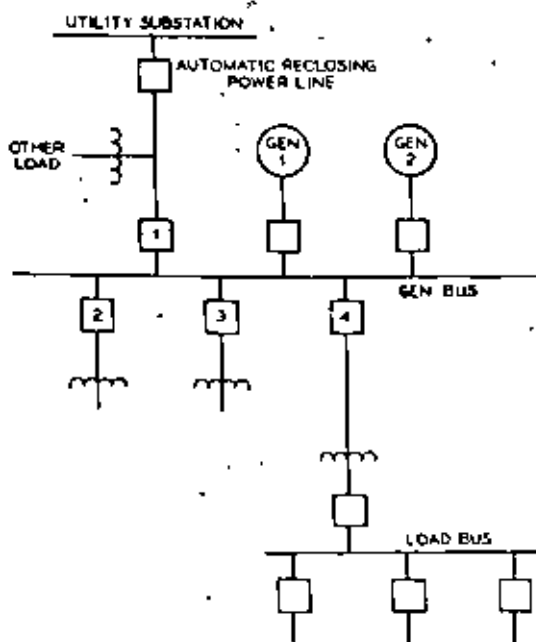 UTILITY SUBSTATION
AUTOMATIC RECLOSING
POWER LINE
OTHER
LOAD
GEN
1
GEN
2
1
GEN BUS
2
3
4
LOAD BUS